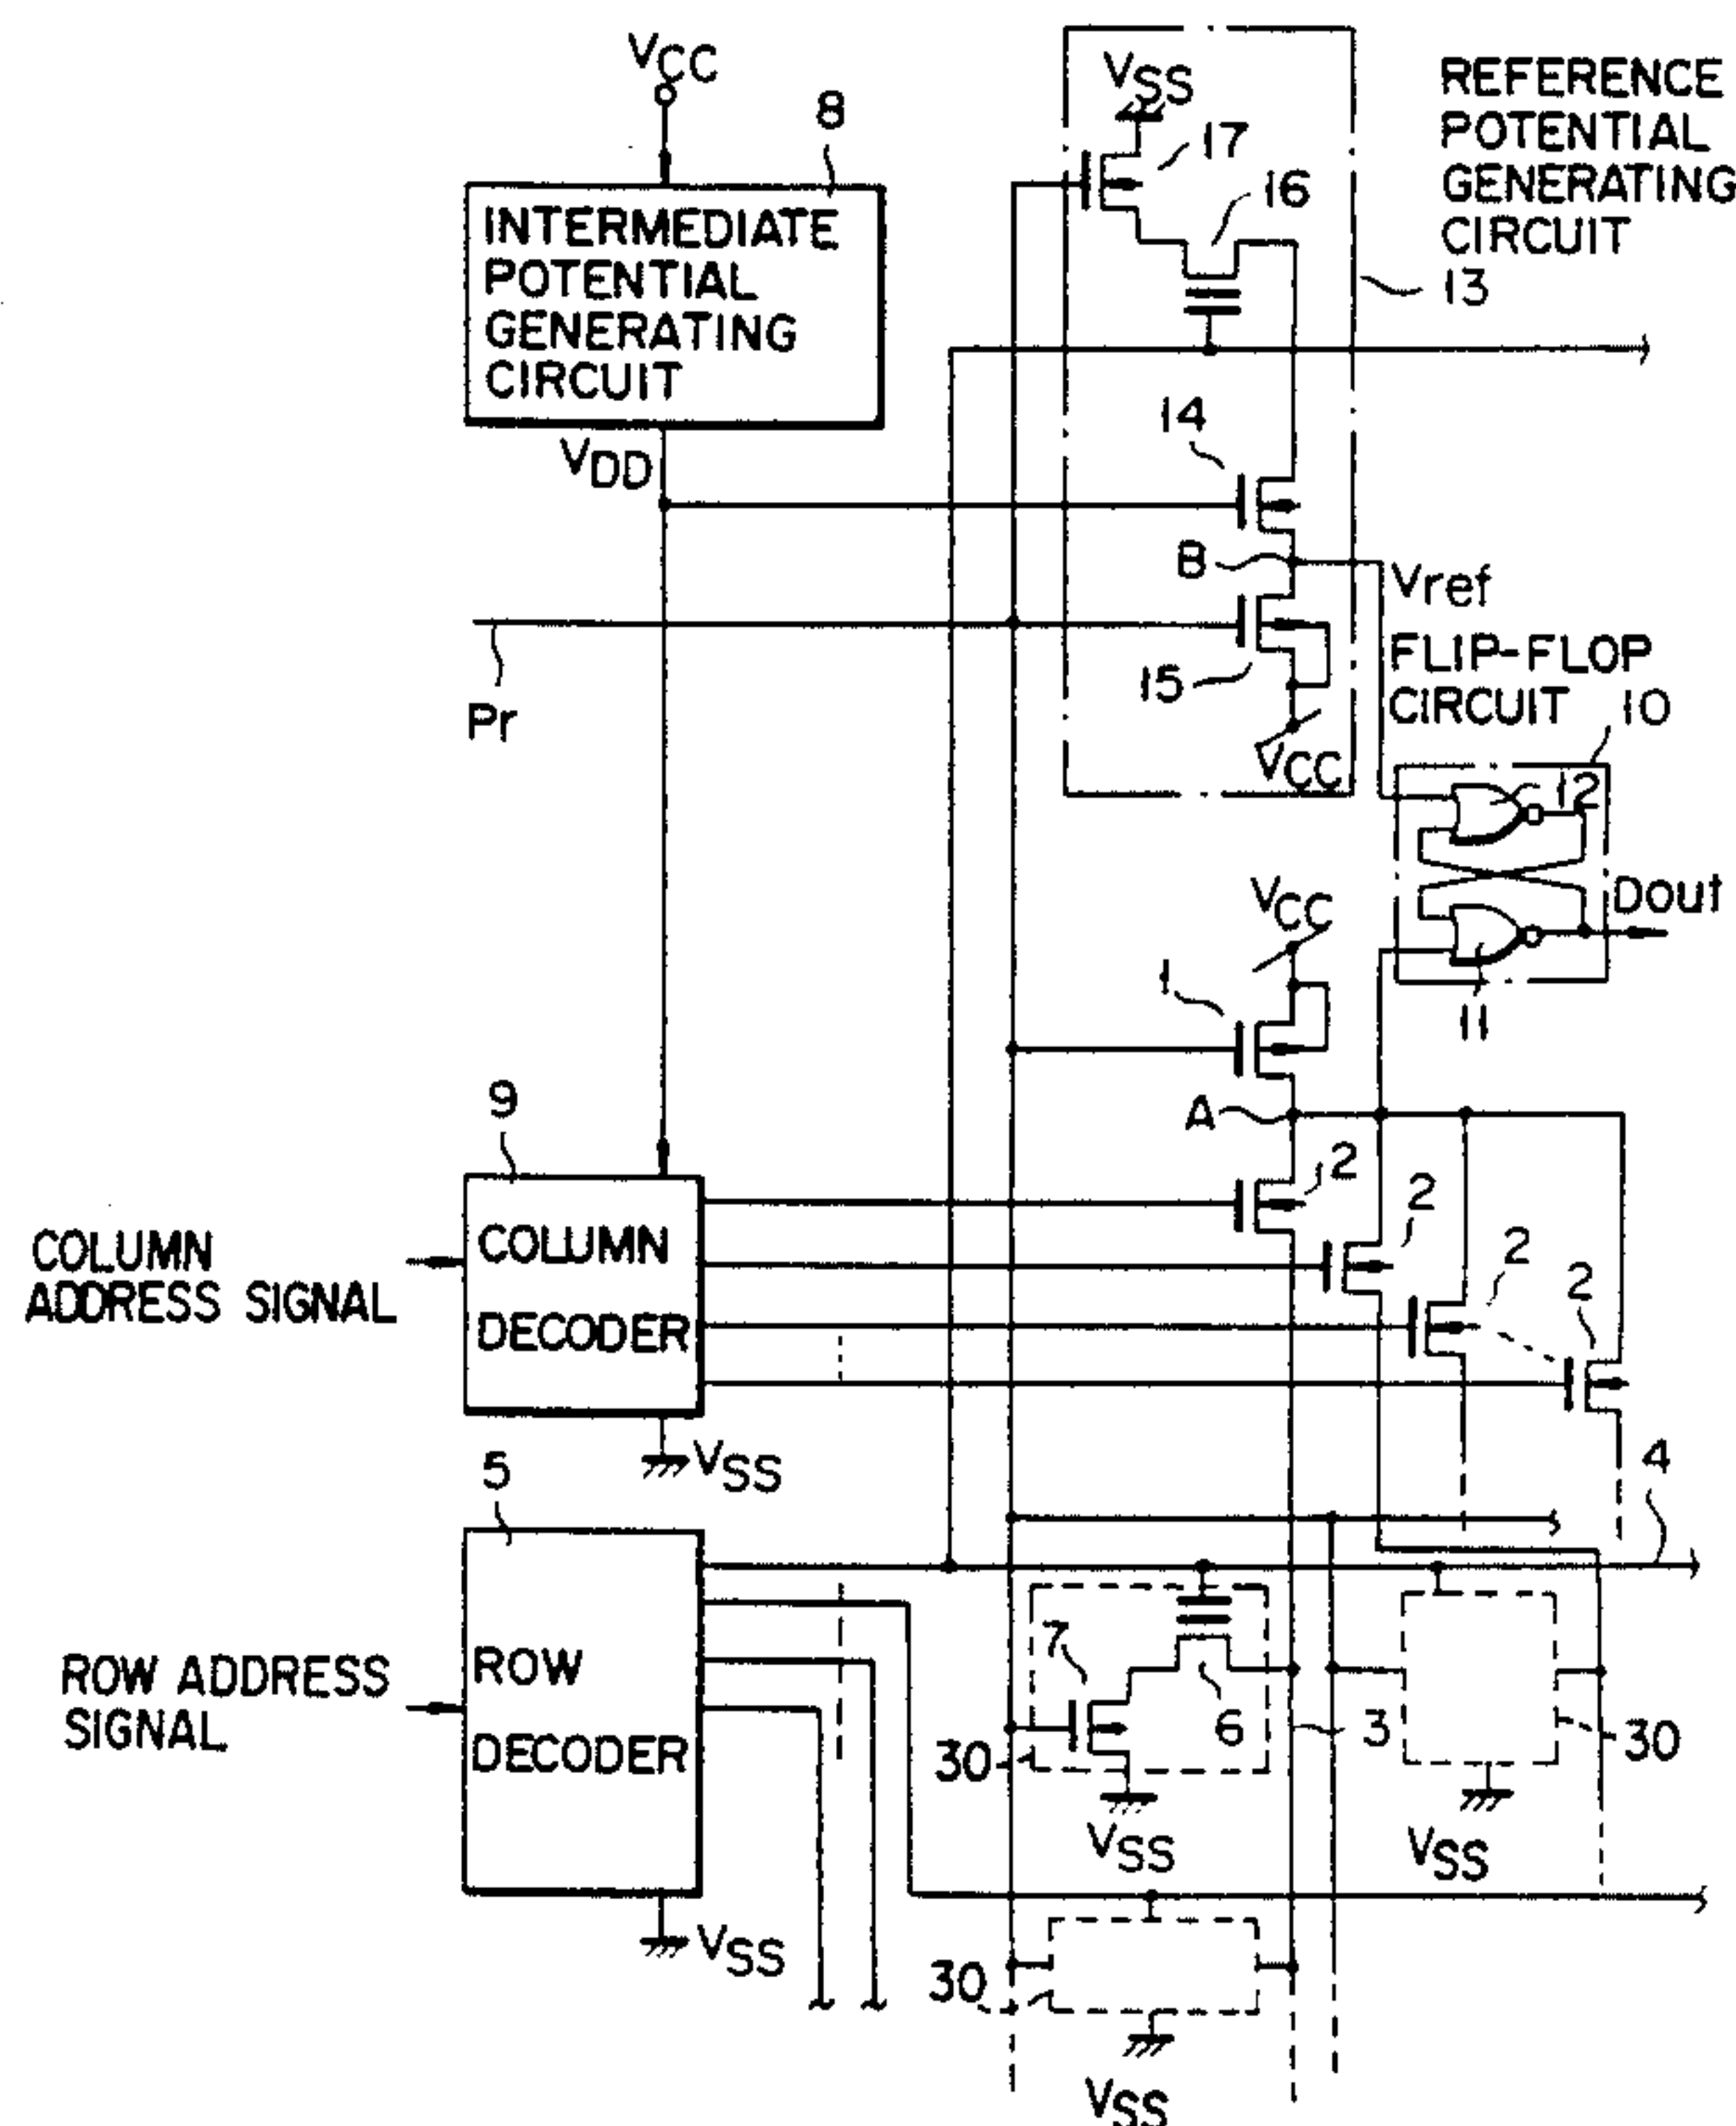 VCC
8
INTERMEDIATE
POTENTIAL
GENERATING
CIRCUIT
VDD
VSS
17
16
REFERENCE
POTENTIAL
GENERATING
CIRCUIT
13
14
B
Vref
Pr
15
VCC
FLIP-FLOP
CIRCUIT 10
12
Dout
11
VCC
1
A
9
COLUMN
ADDRESS SIGNAL
COLUMN
DECODER
2
2
2
2
VSS
4
5
ROW ADDRESS
SIGNAL
ROW
DECODER
7
6
3
30
30
VSS
VSS
VSS
30
VSS